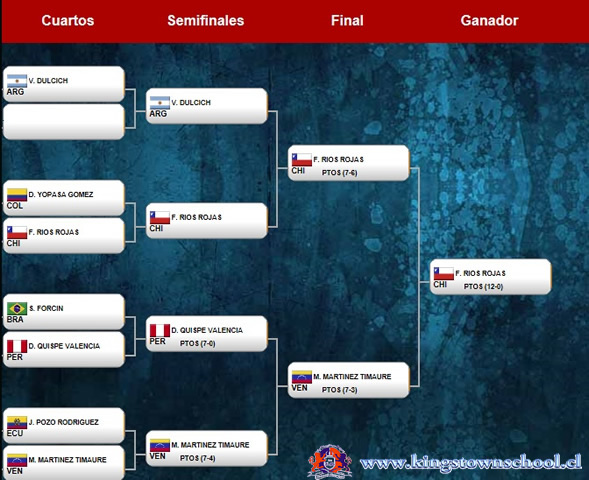 Cuartos Semifinales Final Ganador
V. DULCICH
ARG
D. YOPASA GOMEZ
COL
F. RIOS ROJAS
CHI
S. FORCIN
BRA
D. QUISPE VALENCIA
PER
J. POZO RODRIGUEZ
ECU
M. MARTINEZ TIMAURE
VEN
V. DULCICH
ARG
F. RIOS ROJAS
CHI
D. QUISPE VALENCIA
PER PTOS (7-0)
M. MARTINEZ TIMAURE
VEN PTOS (7-4)
F. RIOS ROJAS
CHI PTOS (7-6)
M. MARTINEZ TIMAURE
VEN PTOS (7-3)
F. RIOS ROJAS
CHI PTOS (12-0)
www.kingstownschool.cl